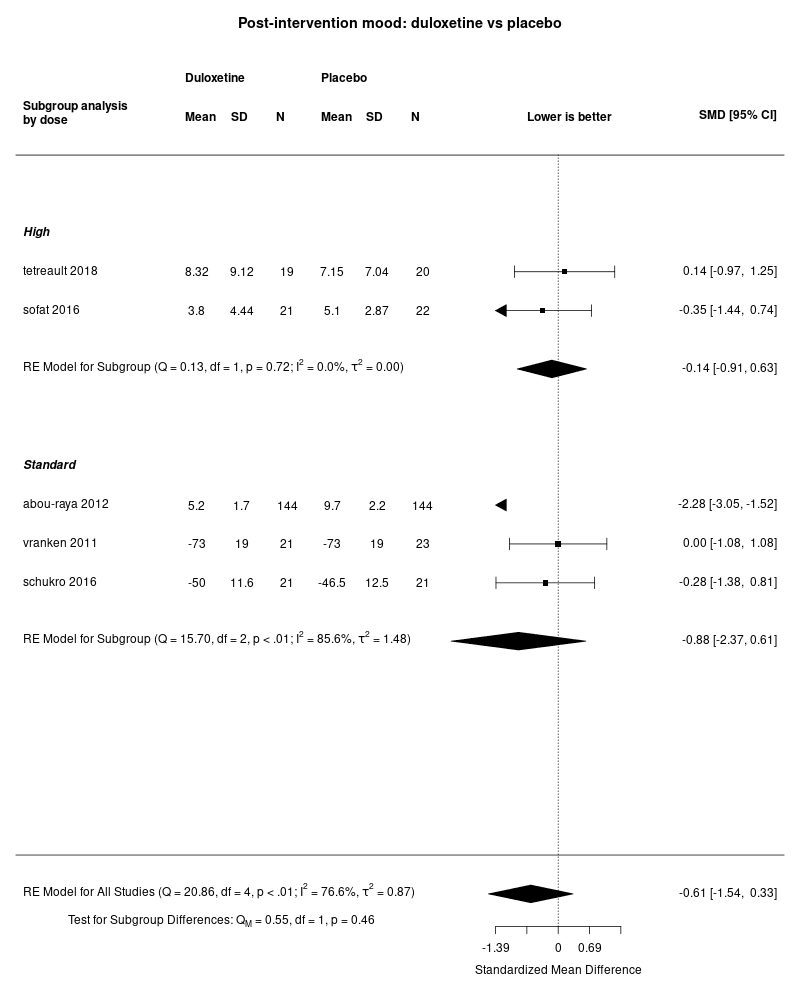 Post-intervention mood: duloxetine vs placebo
Duloxetine Placebo
Subgroup analysis
by dose
Mean SD N Mean SD N Lower is better SMD [95% CI]
High
tetreault 2018 8.32 9.12 19 7.15 7.04 20 0.14 [-0.97, 1.25]
sofat 2016 3.8 4.44 21 5.1 2.87 22 -0.35 [-1.44, 0.74]
RE Model for Subgroup (Q = 0.13, df = 1, p = 0.72; I² = 0.0%, τ² = 0.00) -0.14 [-0.91, 0.63]
Standard
abou-raya 2012 5.2 1.7 144 9.7 2.2 144 -2.28 [-3.05, -1.52]
vranken 2011 -73 19 21 -73 19 23 0.00 [-1.08, 1.08]
schukro 2016 -50 11.6 21 -46.5 12.5 21 -0.28 [-1.38, 0.81]
RE Model for Subgroup (Q = 15.70, df = 2, p < .01; I² = 85.6%, τ² = 1.48) -0.88 [-2.37, 0.61]
RE Model for All Studies (Q = 20.86, df = 4, p < .01; I² = 76.6%, τ² = 0.87) -0.61 [-1.54, 0.33]
Test for Subgroup Differences: Q_M = 0.55, df = 1, p = 0.46
-1.39 0 0.69
Standardized Mean Difference